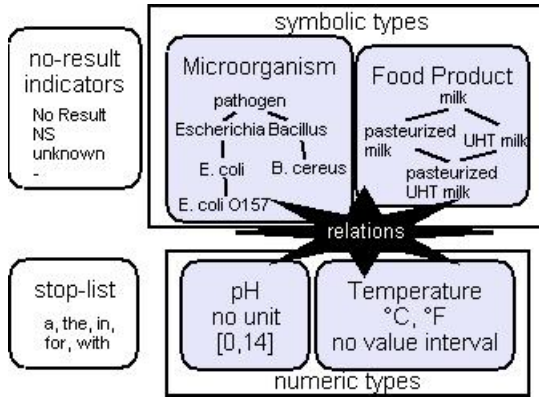 symbolic types
no-result
indicators
No Result
NS
unknown
-
Microorganism
pathogen
Escherichia Bacillus
E. coli
B. cereus
E. coli O157
Food Product
milk
pasteurized
milk
UHT milk
pasteurized
UHT milk
relations
stop-list
a, the, in,
for, with
pH
no unit
[0,14]
Temperature
°C, °F
no value interval
numeric types